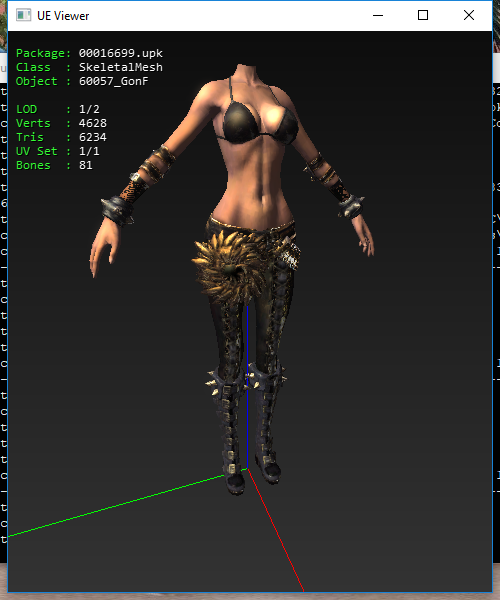 UE Viewer
Package: 00016699.upk
Class : SkeletalMesh
Object : 60057_GonF
LOD : 1/2
Verts : 4628
Tris : 6234
UV Set : 1/1
Bones : 81